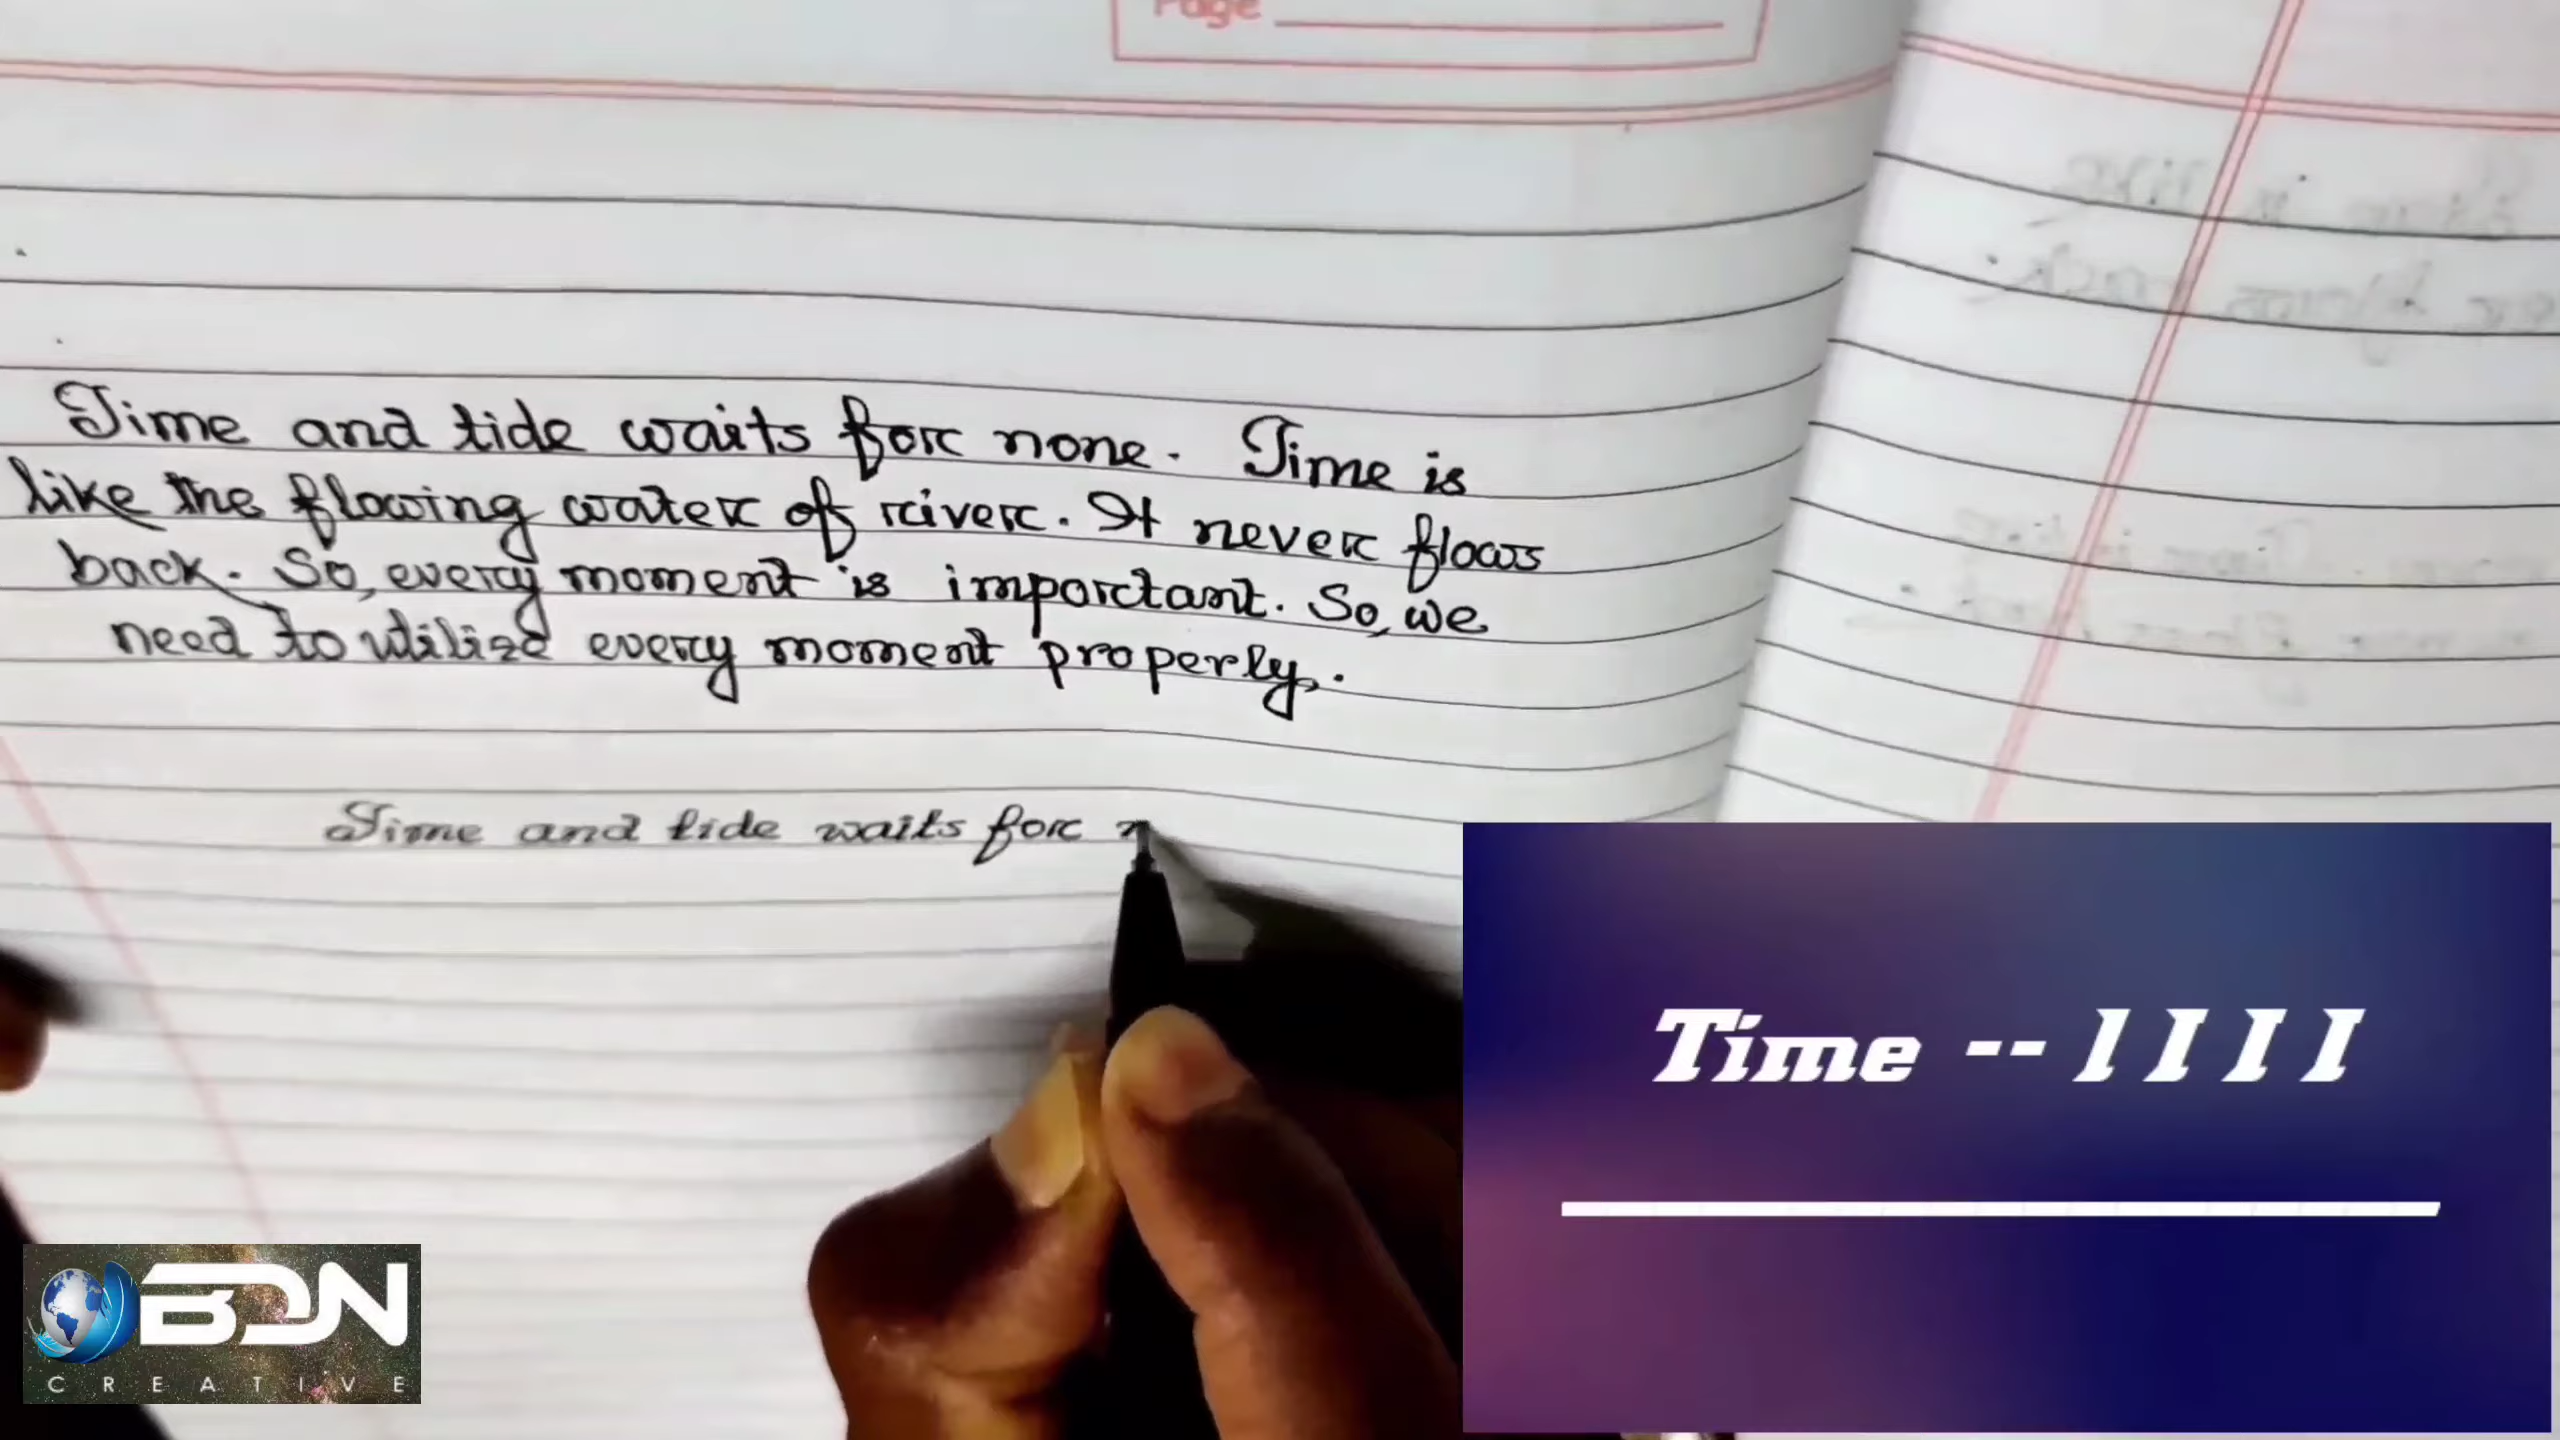 Page
Time and tide waits for none. Time is
like the flowing water of river. It never flows
back. So, every moment is important. So, we
need to utilize every moment properly.
Time and tide waits for n
Time -- 1 I I I
BDN
CREATIVE